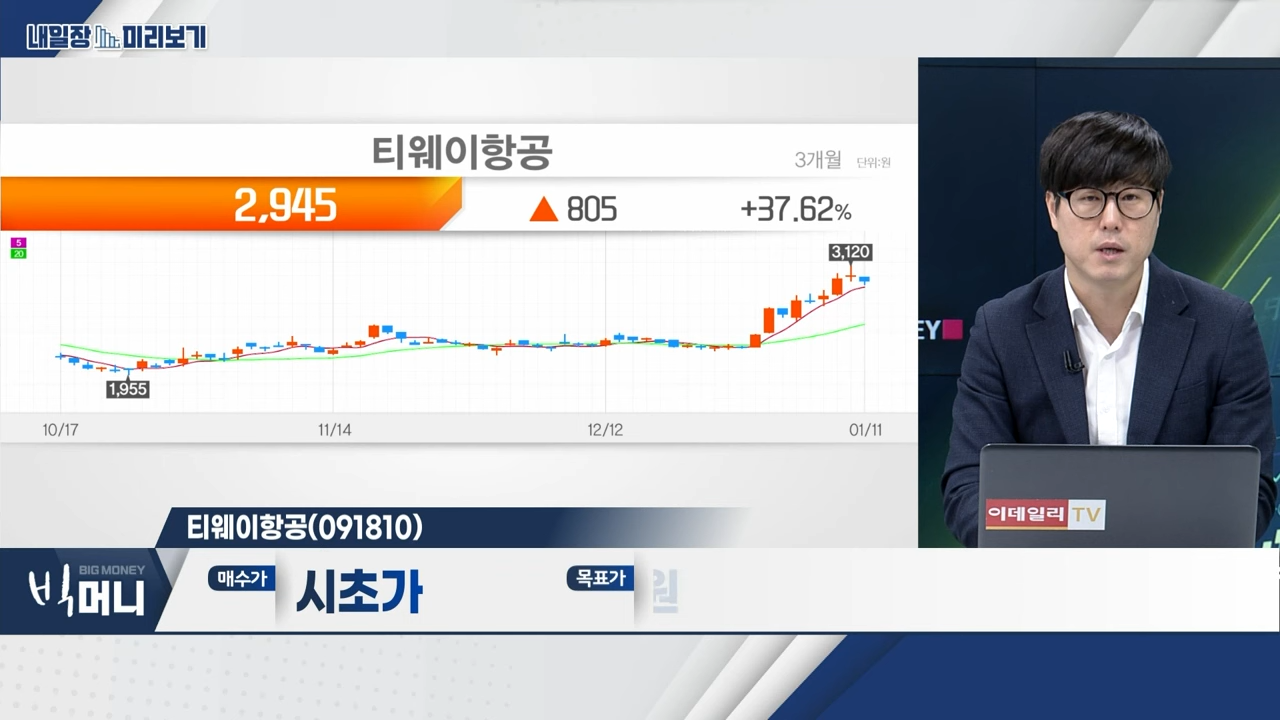 내일장 미리보기
티웨이항공
3개월 단위:원
2,945 ▲ 805 +37.62%
5
20
3,120
1,955
10/17 11/14 12/12 01/11
EY
이데일리 TV
티웨이항공(091810)
BIG MONEY
빅머니
매수가 시초가 목표가 원